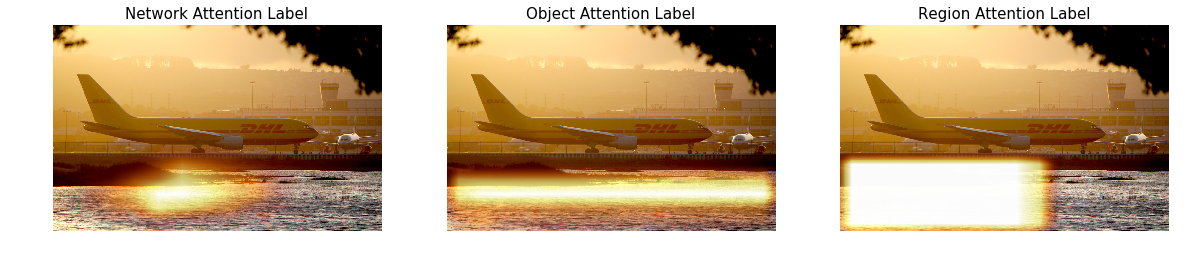 Network Attention Label
Object Attention Label
Region Attention Label
DHL
DHL
DHL